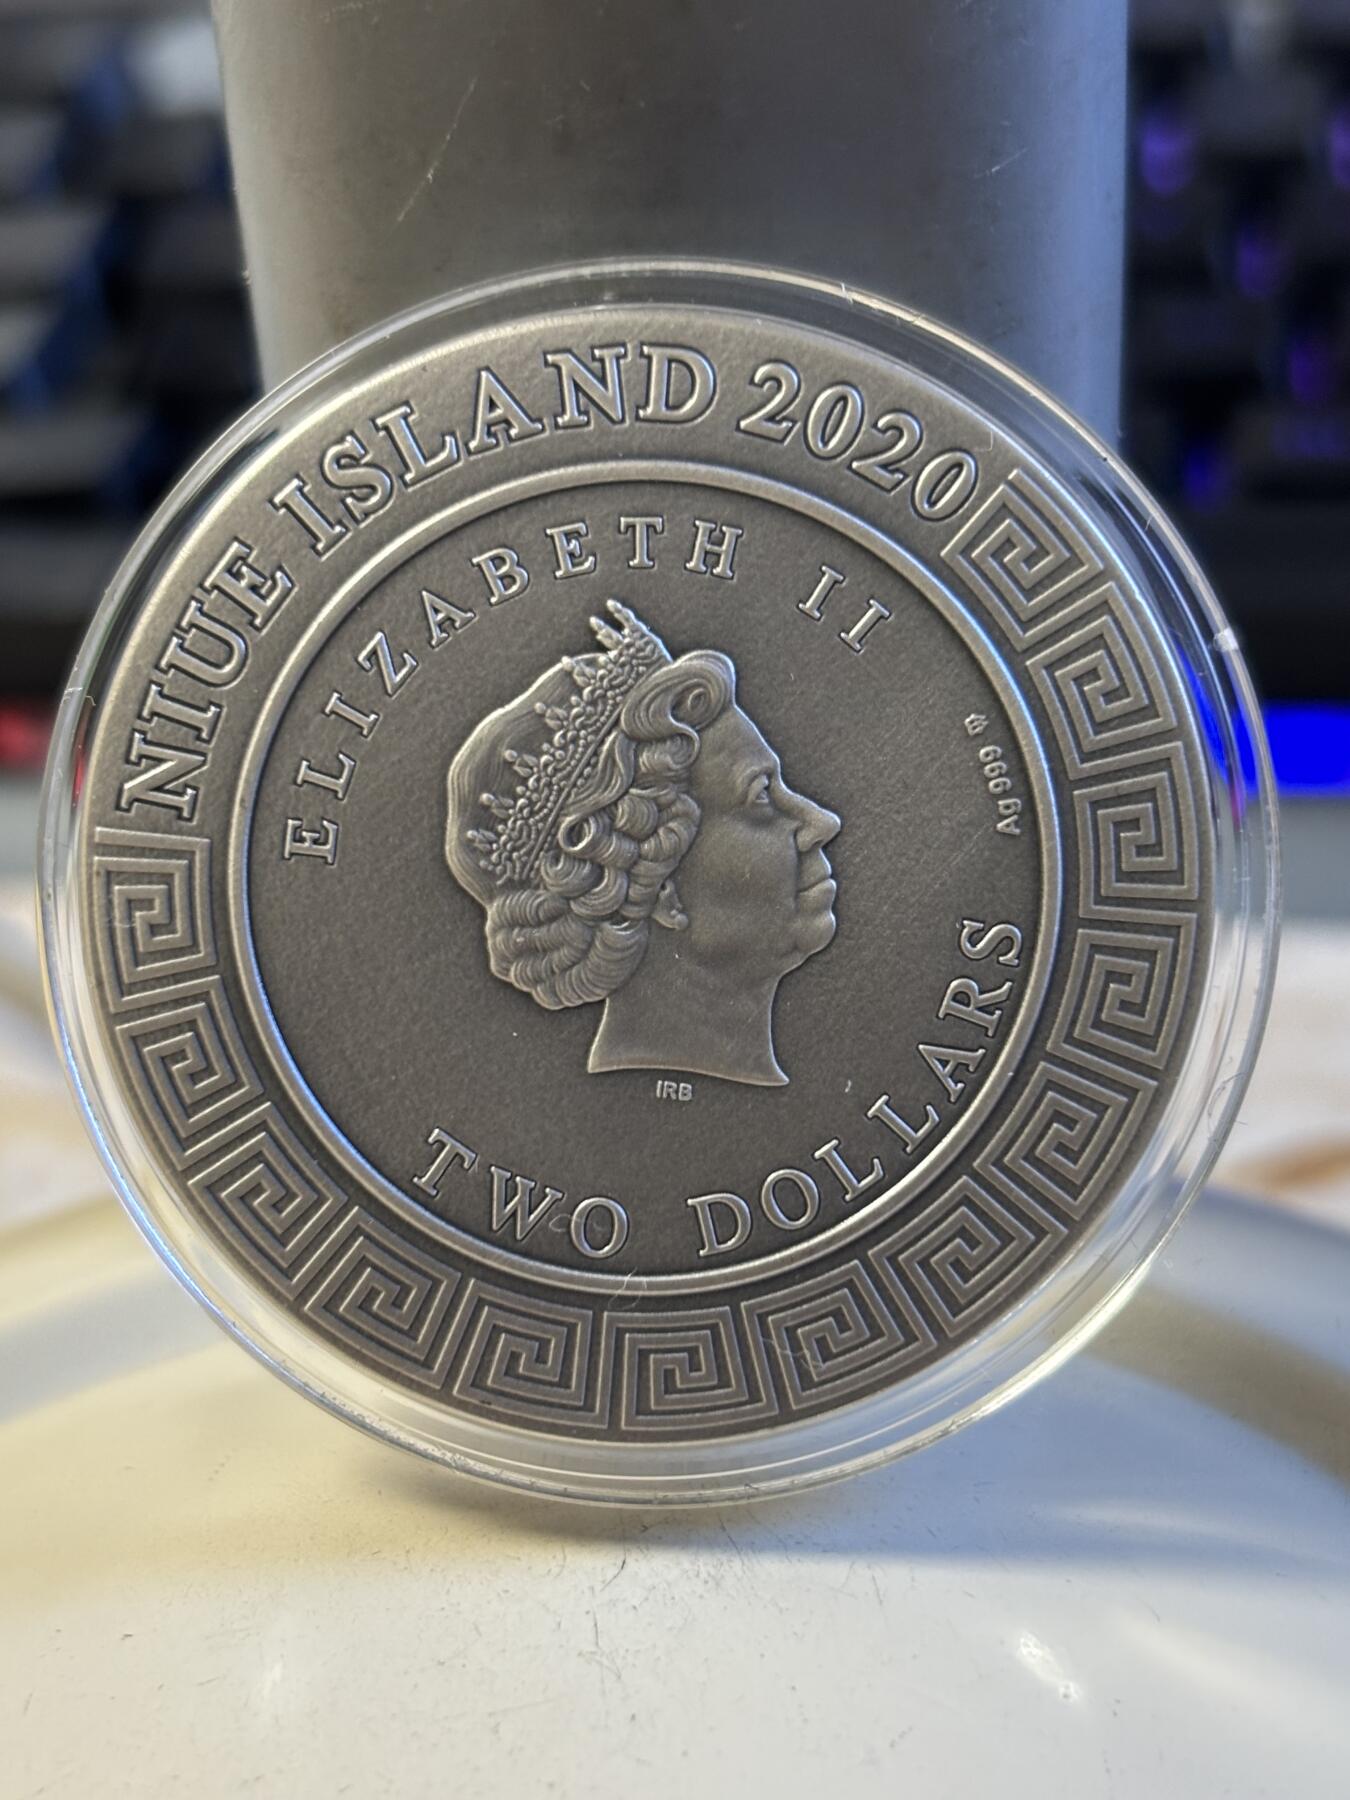 NIUE ISLAND 2020
ELIZABETH II
Ag 999
IRB
TWO DOLLARS